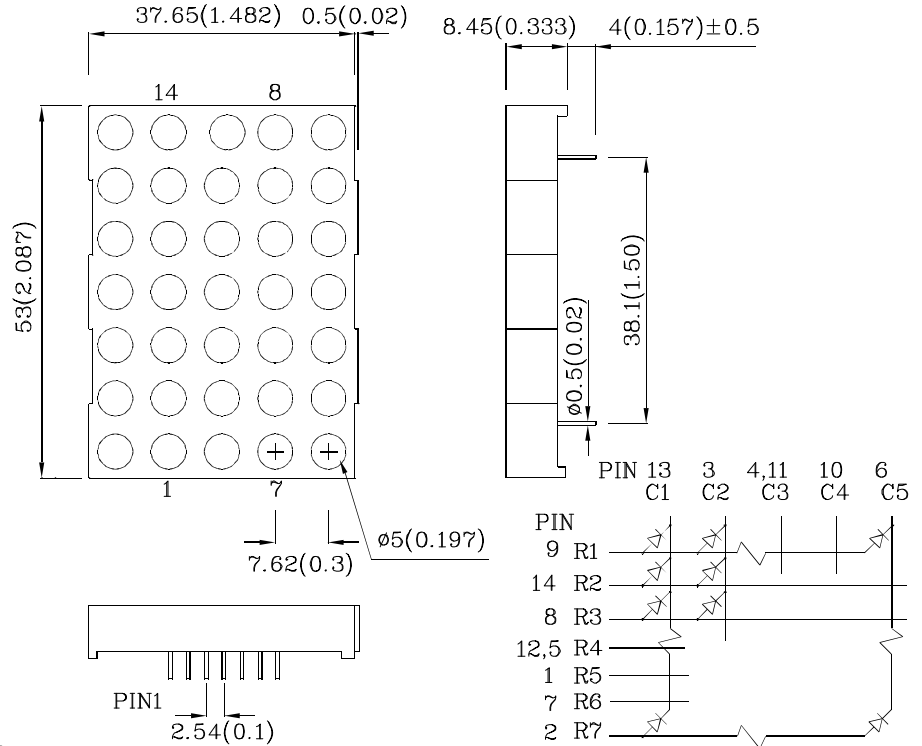 37.65(1.482)
0.5(0.02)
8.45(0.333)
4(0.157)±0.5
14
8
53(2.087)
38.1(1.50)
ø0.5(0.02)
1
7
ø5(0.197)
7.62(0.3)
PIN1
2.54(0.1)
PIN 13 3 4,11 10 6
C1 C2 C3 C4 C5
PIN
9 R1
14 R2
8 R3
12,5 R4
1 R5
7 R6
2 R7